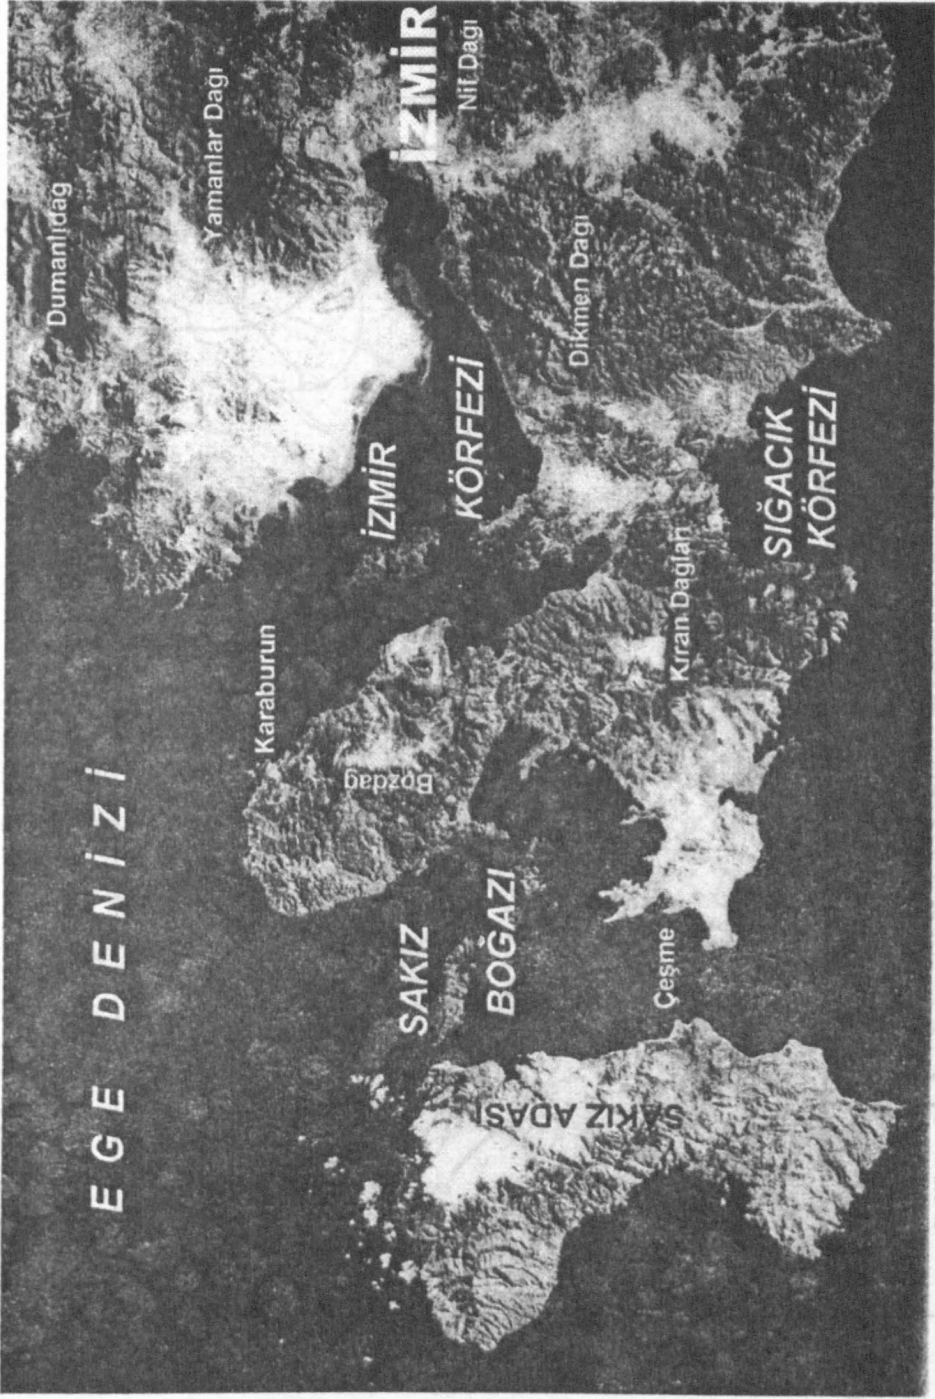 EGE DENİZİ
Dumanlıdağ
Yamanlar Dağı
İZMİR
Nif Dağı
İZMİR
KÖRFEZİ
Dikmen Dağı
Karaburun
Bozdağ
SAKIZ
BOĞAZI
Kıran Dağları
SIĞACIK
KÖRFEZİ
Çeşme
SAKIZ ADASI